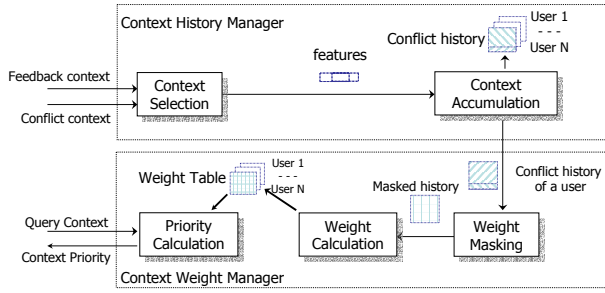 Context History Manager
User 1
- - -
User N
Conflict history
features
Feedback context
Conflict context
Context
Selection
Context
Accumulation
Weight Table
User 1
- - -
User N
Masked history
Conflict history
of a user
Query Context
Context Priority
Priority
Calculation
Weight
Calculation
Weight
Masking
Context Weight Manager